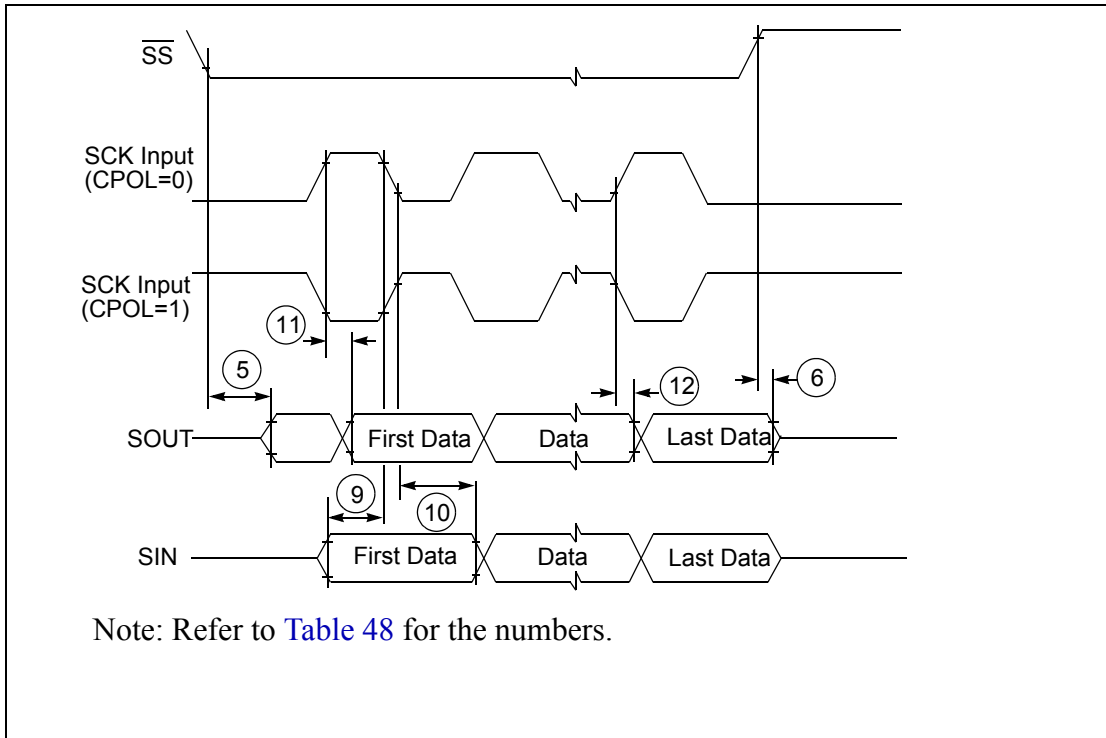 SS
SCK Input
(CPOL=0)
SCK Input
(CPOL=1)
11
5
12
6
SOUT
First Data
Data
Last Data
9
10
SIN
First Data
Data
Last Data
Note: Refer to Table 48 for the numbers.